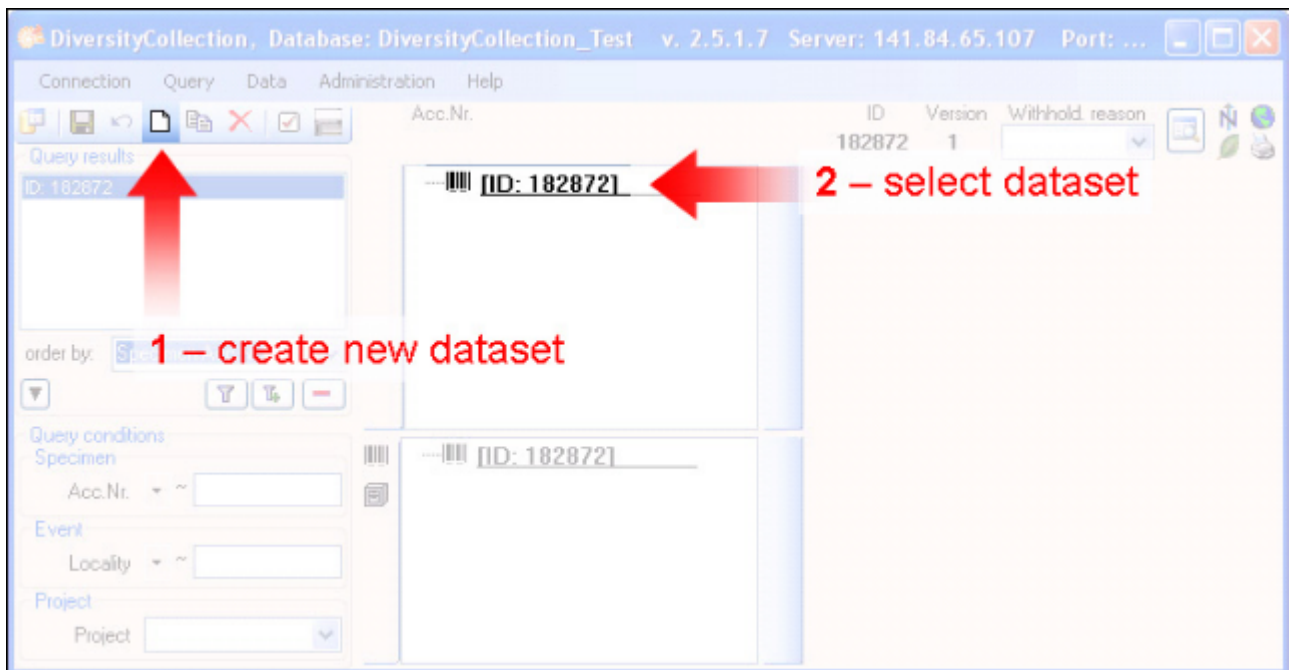 DiversityCollection, Database: DiversityCollection_Test v. 2.5.1.7 Server: 141.84.65.107 Port: ...
Connection Query Data Administration Help
Acc.Nr. ID Version Withhold. reason
182872 1
Query results
ID: 182872
[ID: 182872]
2 – select dataset
1 – create new dataset
order by:
Query conditions
Specimen
[ID: 182872]
Acc.Nr. ~
Event
Locality ~
Project
Project